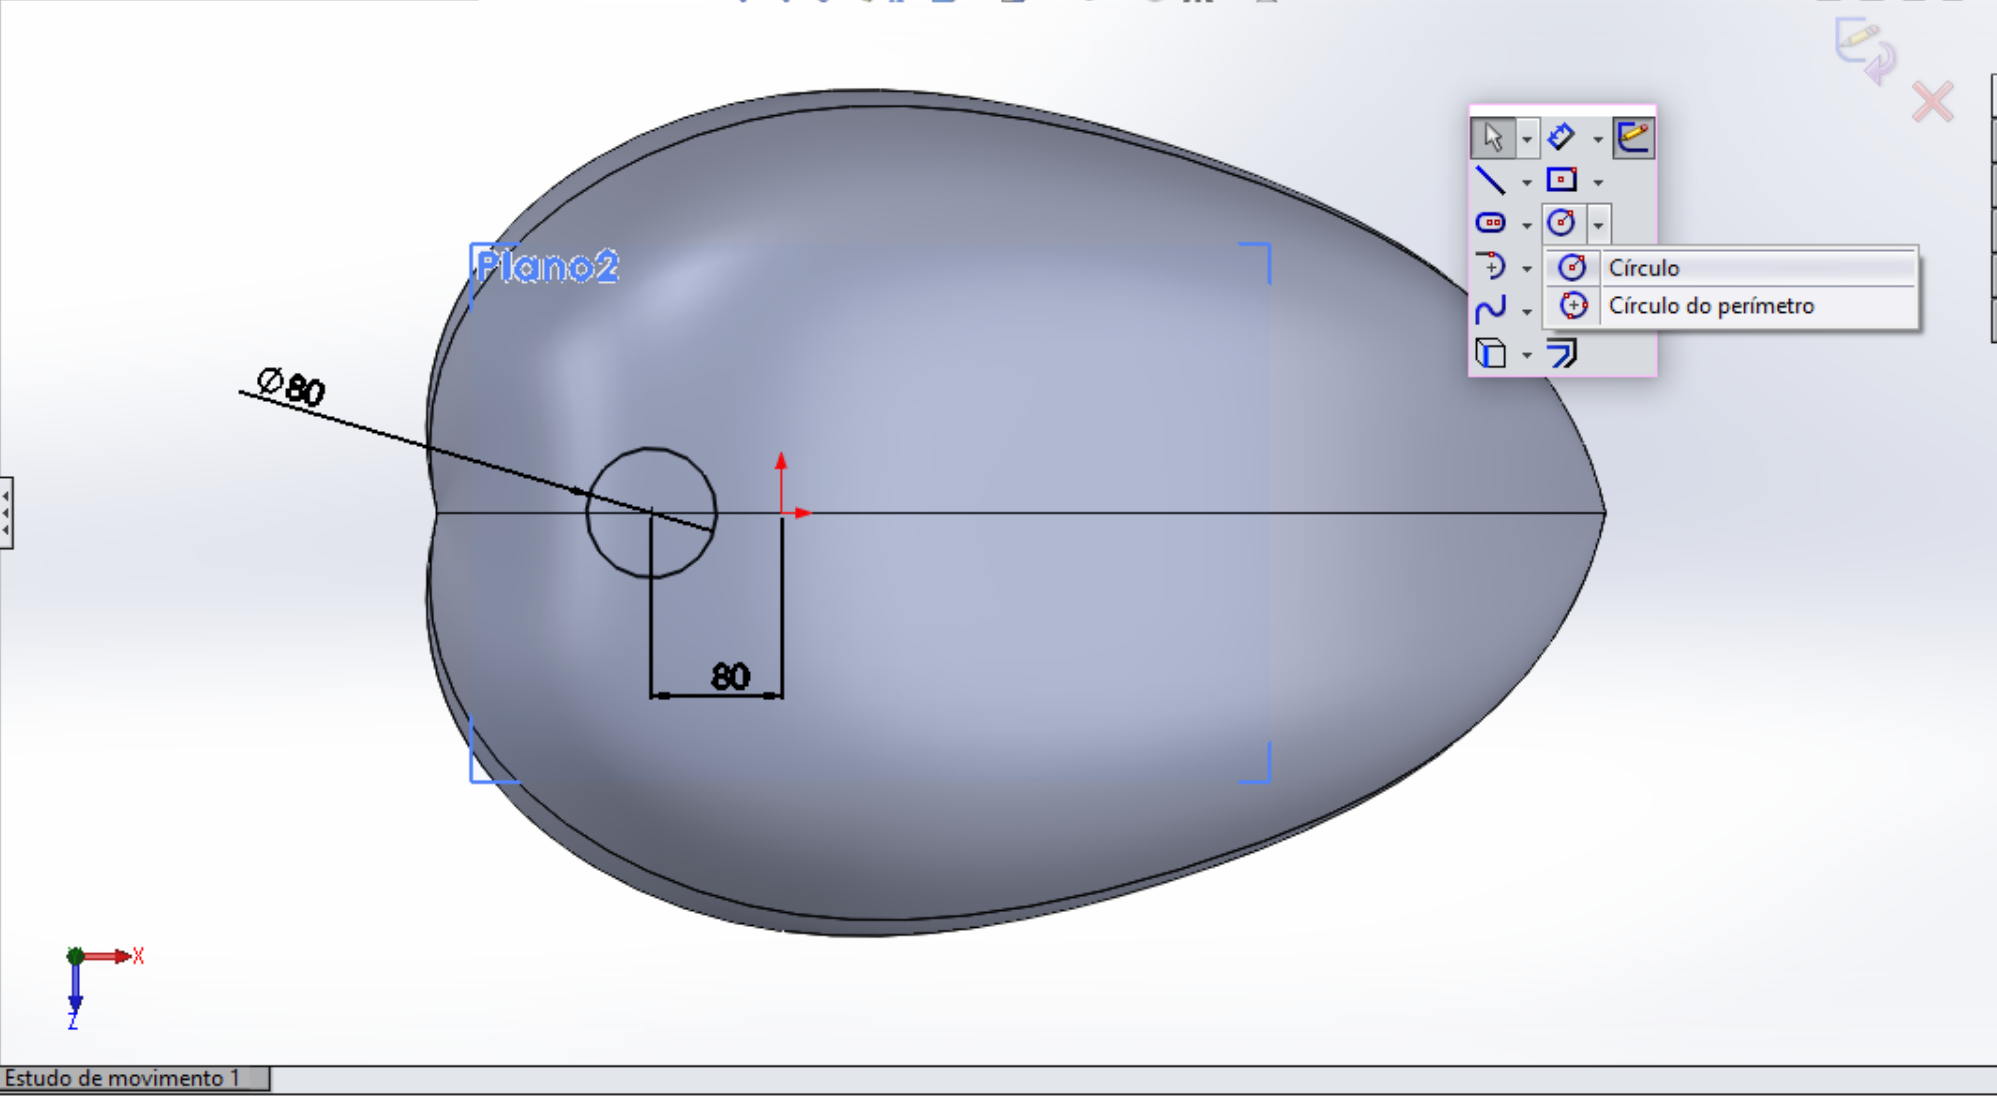 Plano2
Círculo
Círculo do perímetro
Ø80
80
X
Z
Estudo de movimento 1